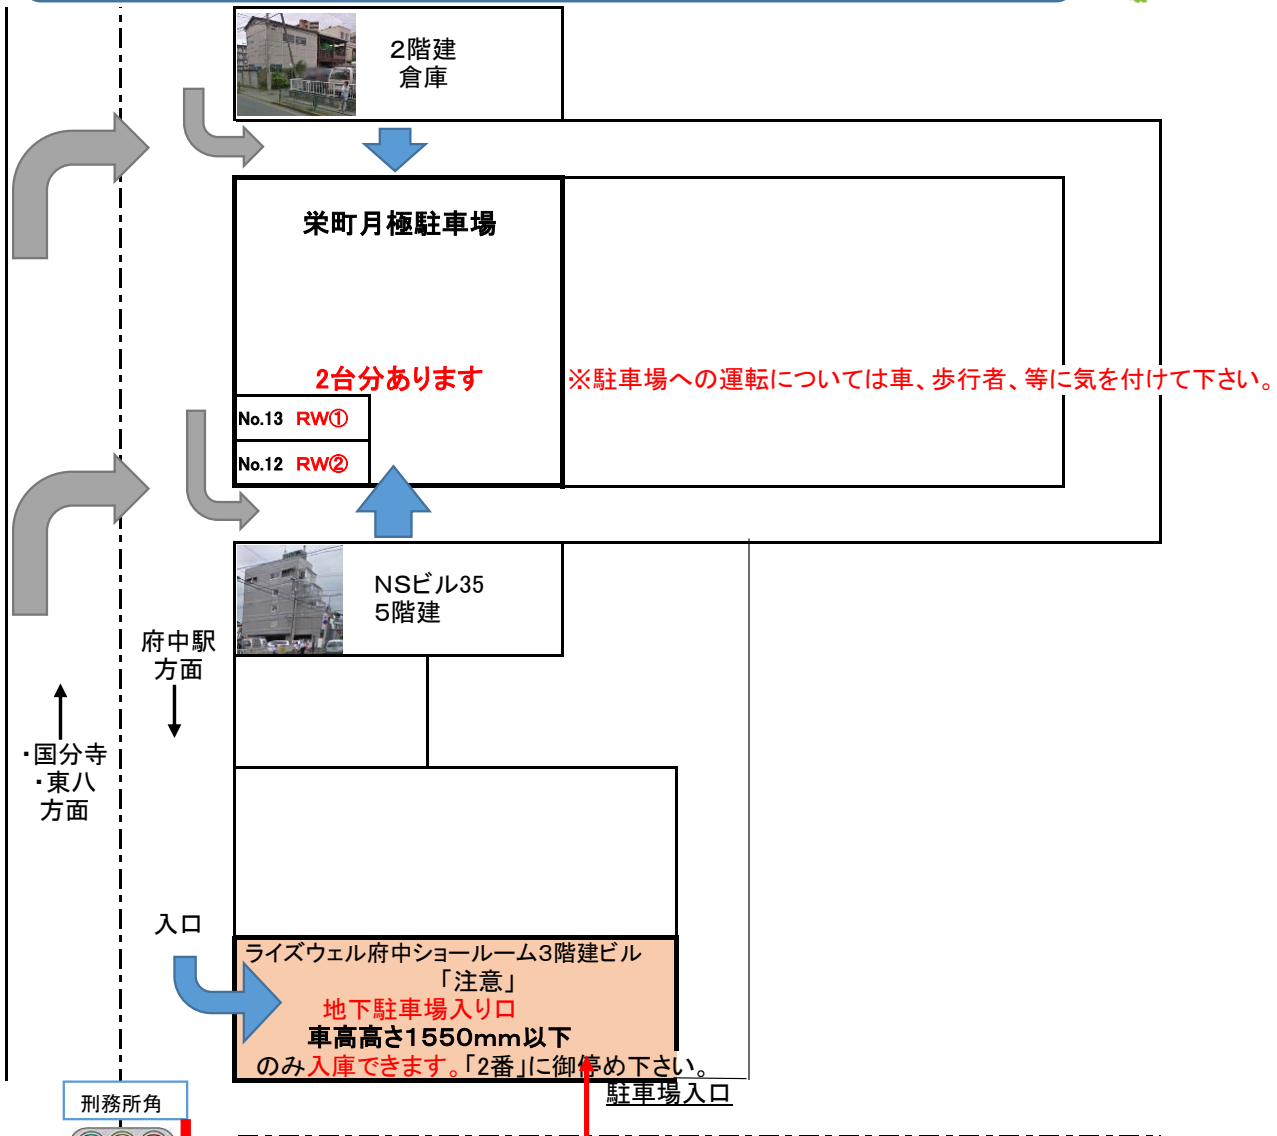 ２階建
倉庫
栄町月極駐車場
2台分あります
※駐車場への運転については車、歩行者、等に気を付けて下さい。
No.13 RW①
No.12 RW②
NSビル35
５階建
府中駅
方面
・国分寺
・東八
方面
入口
ライズウェル府中ショールーム3階建ビル
「注意」
地下駐車場入り口
車高高さ1550mm以下
のみ入庫できます。「2番」に御停め下さい。
駐車場入口
刑務所角